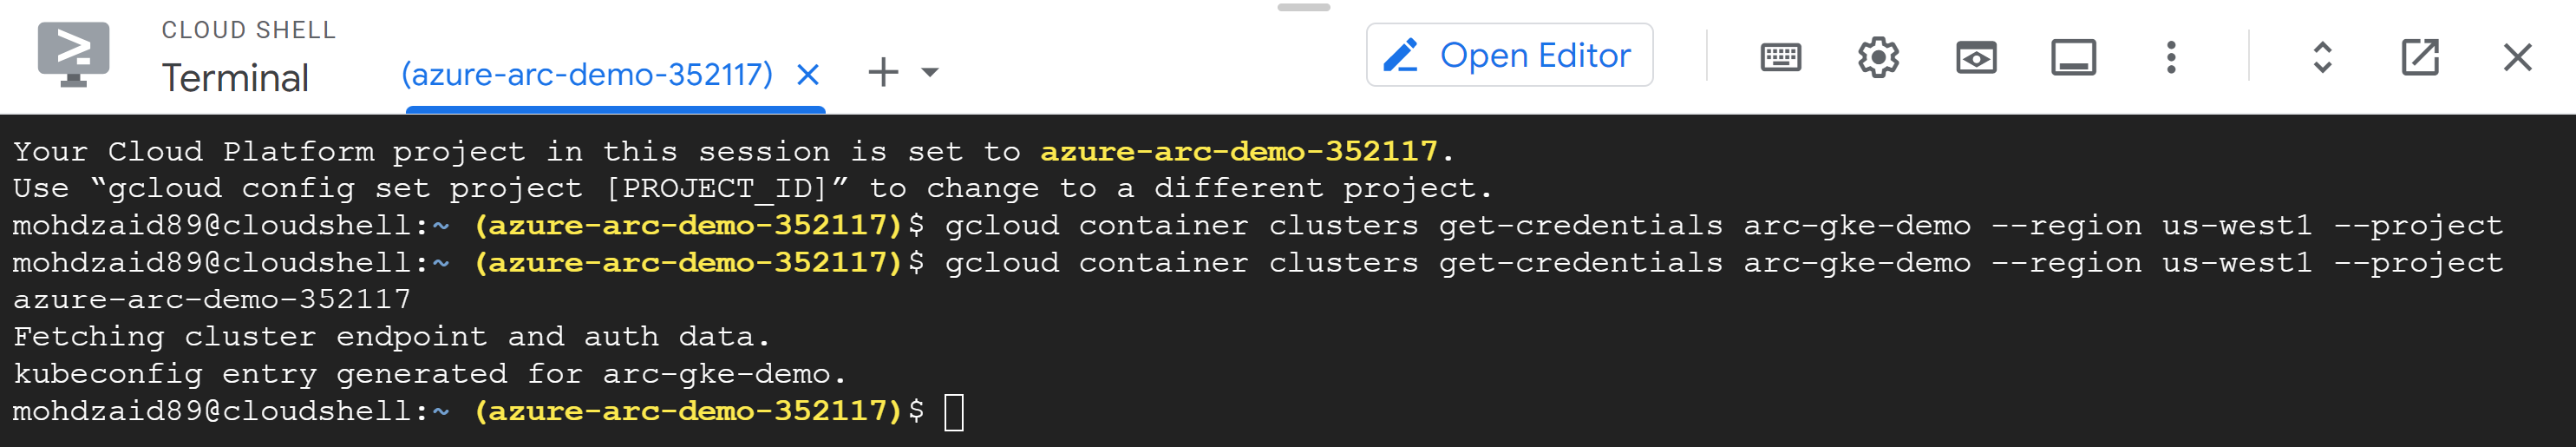 CLOUD SHELL
Terminal
(azure-arc-demo-352117)
Open Editor
Your Cloud Platform project in this session is set to azure-arc-demo-352117.
Use “gcloud config set project [PROJECT_ID]” to change to a different project.
mohdzaid89@cloudshell:~ (azure-arc-demo-352117)$ gcloud container clusters get-credentials arc-gke-demo --region us-west1 --project
mohdzaid89@cloudshell:~ (azure-arc-demo-352117)$ gcloud container clusters get-credentials arc-gke-demo --region us-west1 --project
azure-arc-demo-352117
Fetching cluster endpoint and auth data.
kubeconfig entry generated for arc-gke-demo.
mohdzaid89@cloudshell:~ (azure-arc-demo-352117)$